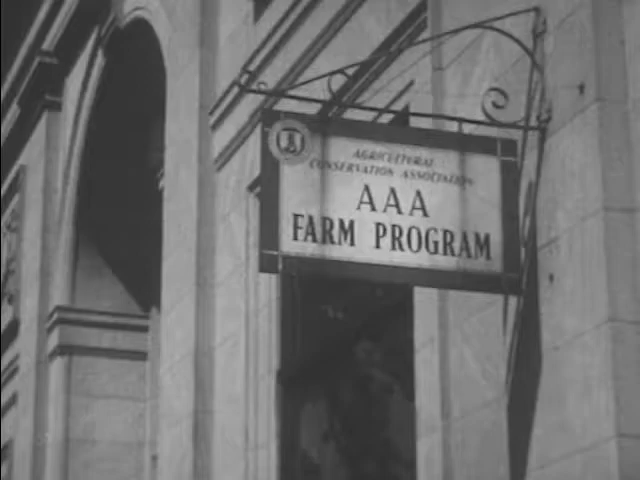 AGRICULTURAL
CONSERVATION ASSOCIATION
AAA
FARM PROGRAM